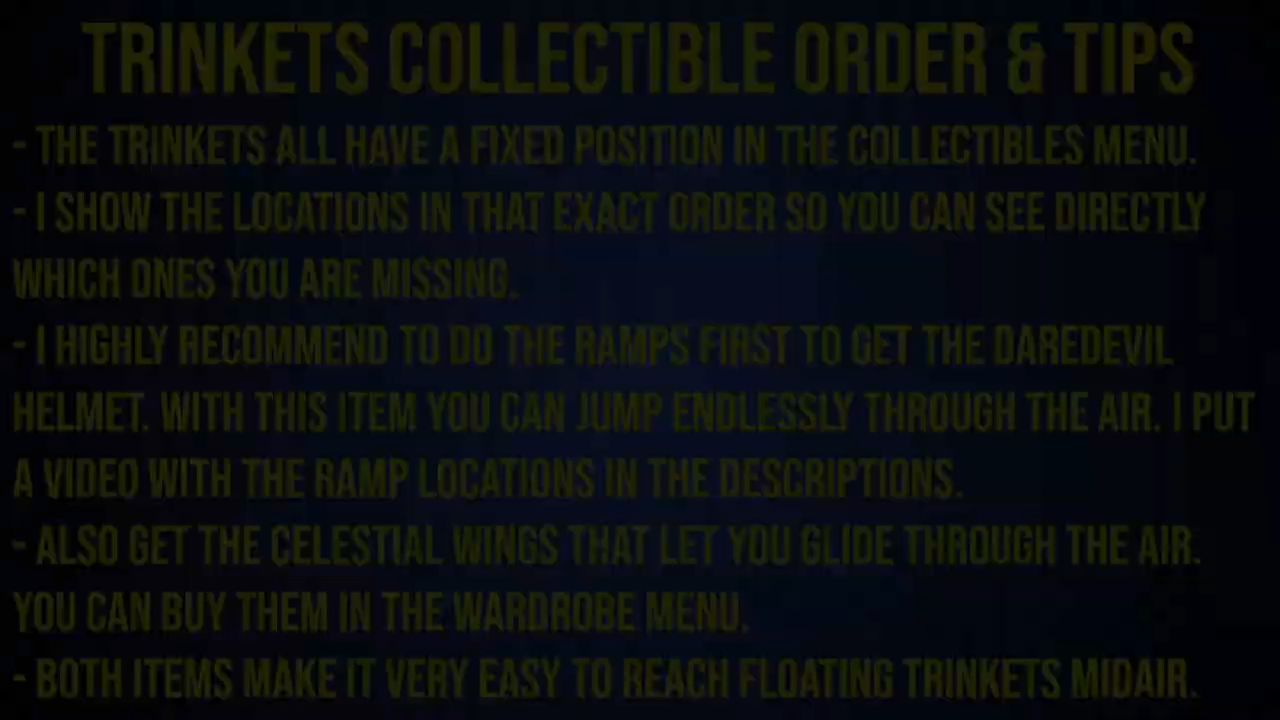 TRINKETS COLLECTIBLE ORDER & TIPS
- THE TRINKETS ALL HAVE A FIXED POSITION IN THE COLLECTIBLES MENU.
- I SHOW THE LOCATIONS IN THAT EXACT ORDER SO YOU CAN SEE DIRECTLY
WHICH ONES YOU ARE MISSING.
- I HIGHLY RECOMMEND TO DO THE RAMPS FIRST TO GET THE DAREDEVIL
HELMET. WITH THIS ITEM YOU CAN JUMP ENDLESSLY THROUGH THE AIR. I PUT
A VIDEO WITH THE RAMP LOCATIONS IN THE DESCRIPTIONS.
- ALSO GET THE CELESTIAL WINGS THAT LET YOU GLIDE THROUGH THE AIR.
YOU CAN BUY THEM IN THE WARDROBE MENU.
- BOTH ITEMS MAKE IT VERY EASY TO REACH FLOATING TRINKETS MIDAIR.